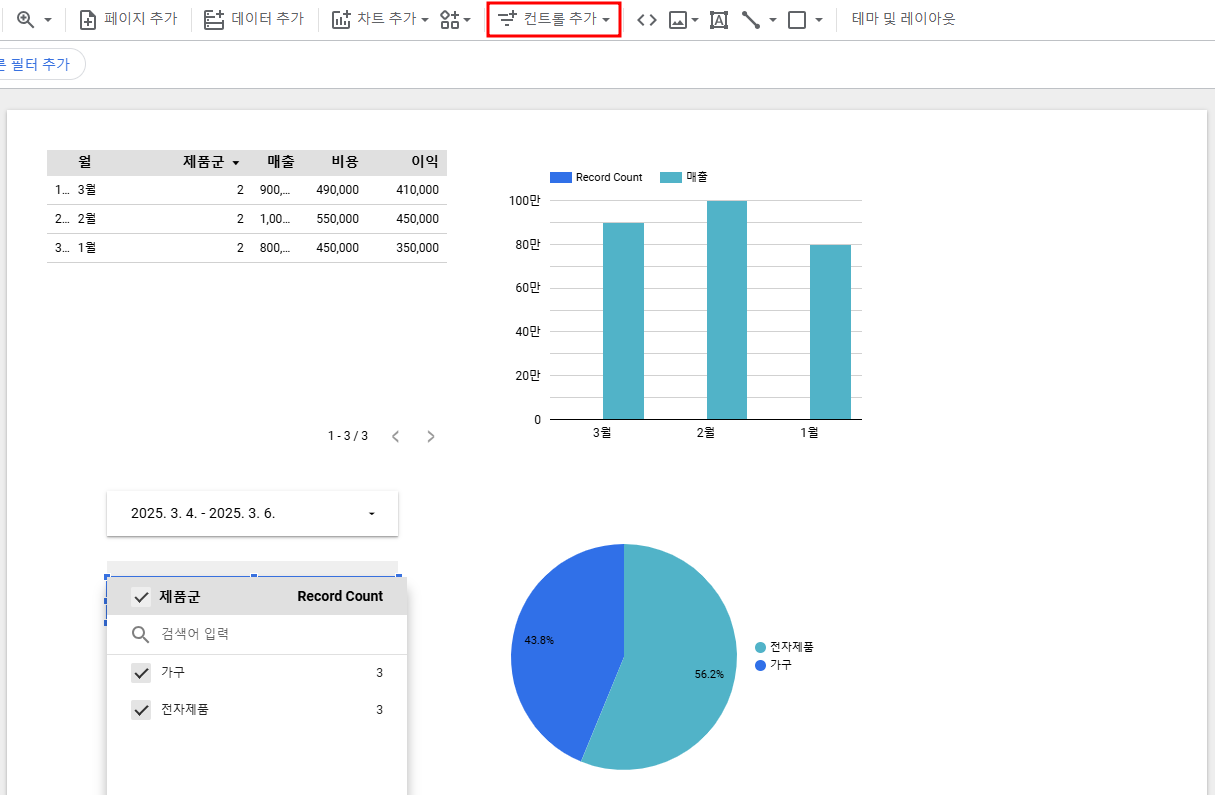 페이지 추가 데이터 추가 차트 추가 컨트롤 추가 테마 및 레이아웃
필터 추가
월 제품군 매출 비용 이익
1... 3월 2 900,... 490,000 410,000
2... 2월 2 1,00... 550,000 450,000
3... 1월 2 800,... 450,000 350,000
1 - 3 / 3
Record Count 매출
100만
80만
60만
40만
20만
0
3월 2월 1월
2025. 3. 4. - 2025. 3. 6.
제품군 Record Count
검색어 입력
가구 3
전자제품 3
43.8%
56.2%
전자제품
가구